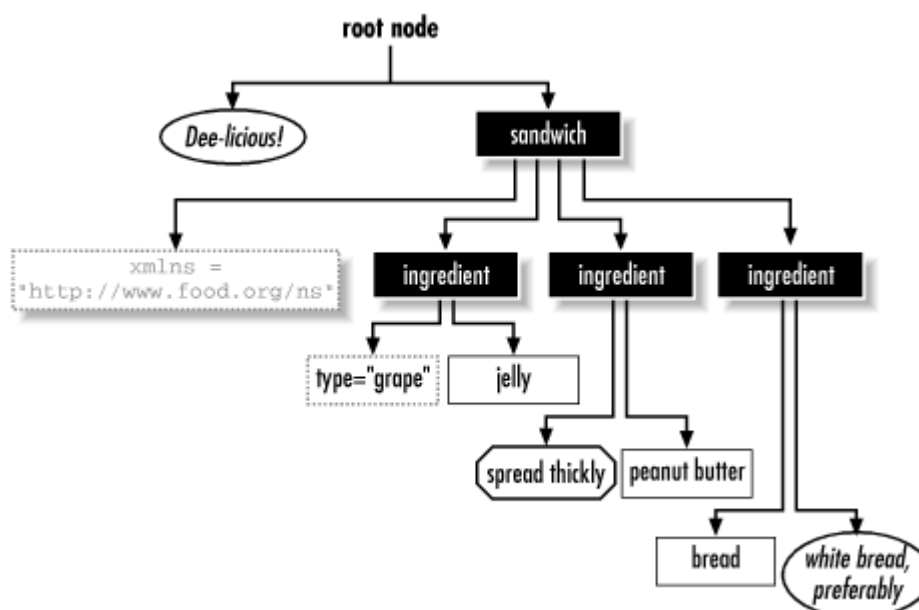 root node
Dee-licious!
sandwich
xmlns =
"http://www.food.org/ns"
ingredient
ingredient
ingredient
type="grape"
jelly
spread thickly
peanut butter
bread
white bread,
preferably